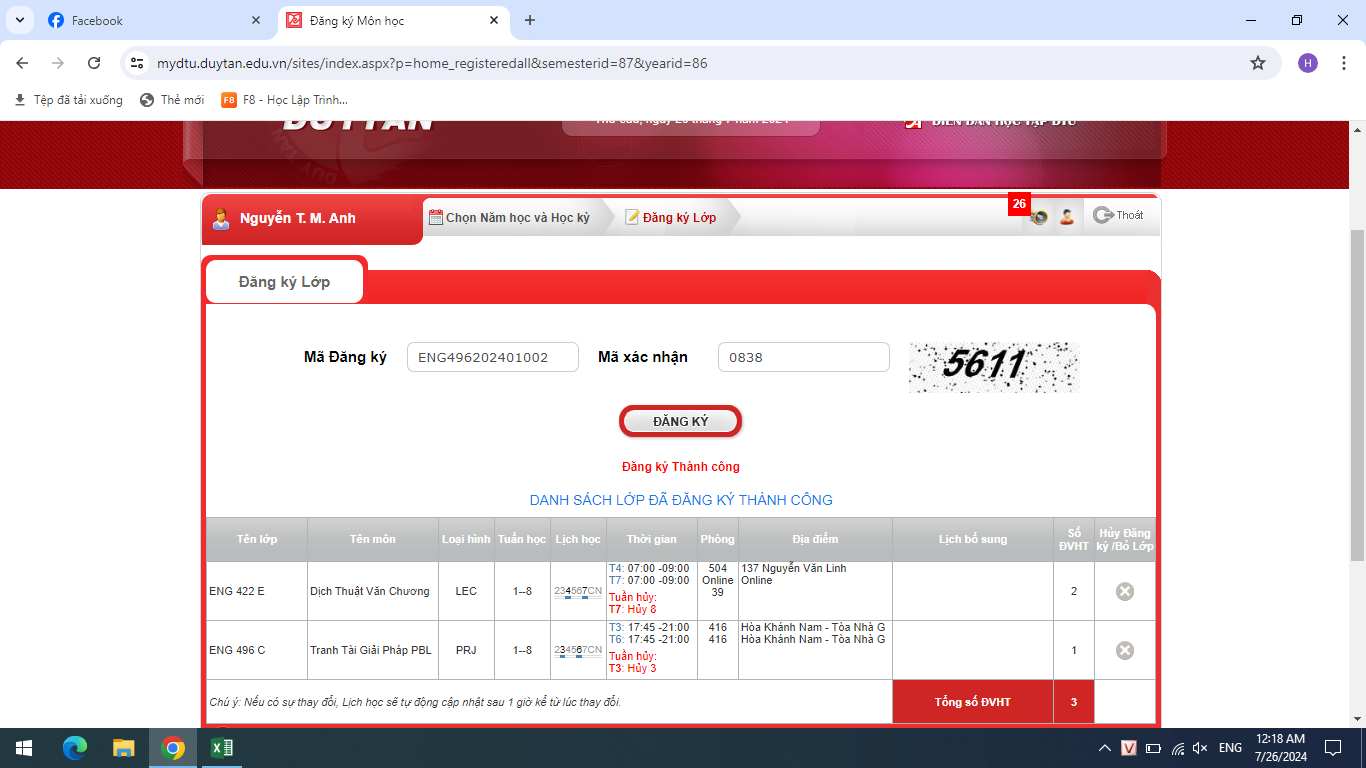 Facebook
Đăng ký Môn học
mydtu.duytan.edu.vn/sites/index.aspx?p=home_registeredall&semesterid=87&yearid=86
H
Tệp đã tải xuống
Thẻ mới
F8 - Học Lập Trình...
DUYTAN
DIỄN ĐÀN HỌC TẬP DTU
Nguyễn T. M. Anh
Chọn Năm học và Học kỳ
Đăng ký Lớp
26
Thoát
Đăng ký Lớp
Mã Đăng ký
ENG496202401002
Mã xác nhận
0838
5611
ĐĂNG KÝ
Đăng ký Thành công
DANH SÁCH LỚP ĐÃ ĐĂNG KÝ THÀNH CÔNG
Tên lớp Tên môn Loại hình Tuần học Lịch học Thời gian Phòng Địa điểm Lịch bổ sung Số ĐVHT Hủy Đăng ký /Bỏ Lớp
ENG 422 E Dịch Thuật Văn Chương LEC 1--8 234567CN
T4: 07:00 -09:00 504 137 Nguyễn Văn Linh
T7: 07:00 -09:00 Online Online
39
Tuần hủy:
T7: Hủy 8
2
ENG 496 C Tranh Tài Giải Pháp PBL PRJ 1--8 234567CN
T3: 17:45 -21:00 416 Hòa Khánh Nam - Tòa Nhà G
T6: 17:45 -21:00 416 Hòa Khánh Nam - Tòa Nhà G
Tuần hủy:
T3: Hủy 3
1
Chú ý: Nếu có sự thay đổi, Lịch học sẽ tự động cập nhật sau 1 giờ kể từ lúc thay đổi.
Tổng số ĐVHT 3
ENG
12:18 AM
7/26/2024